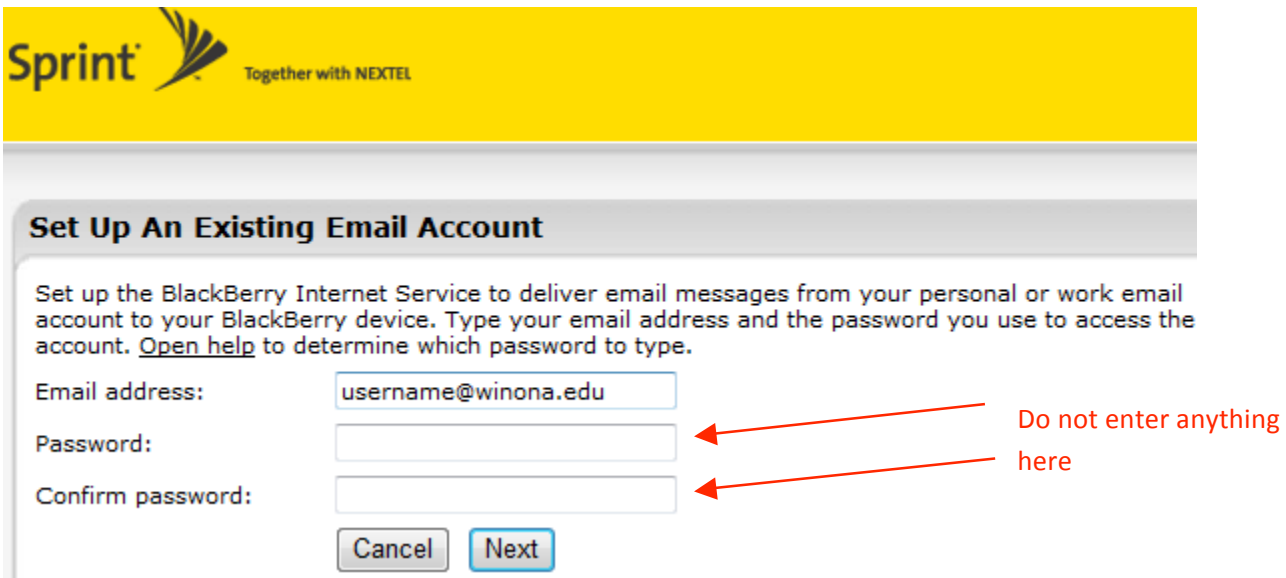 Sprint
Together with NEXTEL
Set Up An Existing Email Account
Set up the BlackBerry Internet Service to deliver email messages from your personal or work email
account to your BlackBerry device. Type your email address and the password you use to access the
account. Open help to determine which password to type.
Email address:
username@winona.edu
Password:
Confirm password:
Do not enter anything
here
Cancel
Next